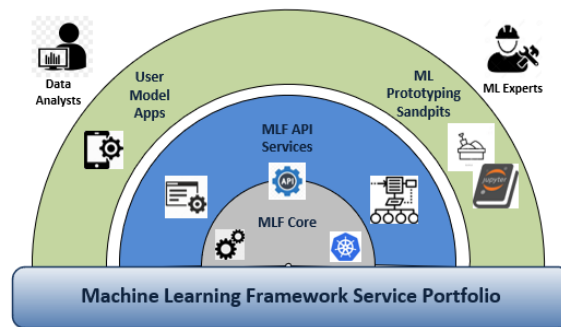 Data
Analysts
User
Model
Apps
ML
Prototyping
Sandpits
ML Experts
MLF API
Services
API
jupyter
MLF Core
Machine Learning Framework Service Portfolio